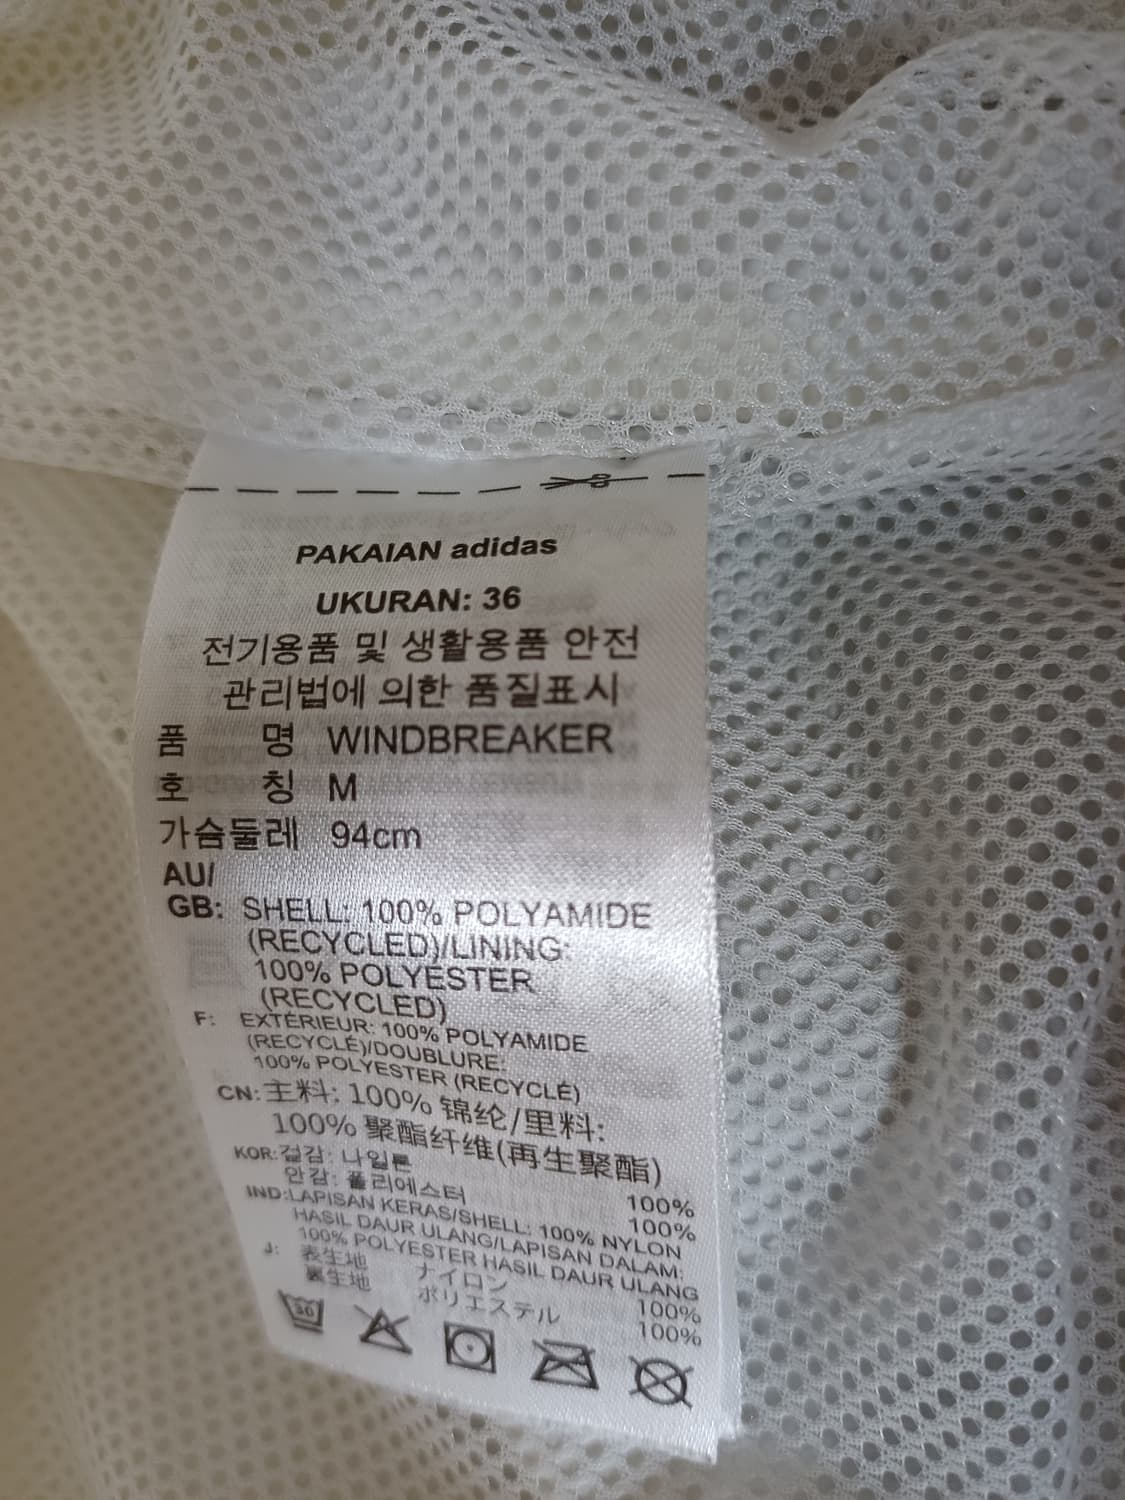 PAKAIAN adidas
UKURAN: 36
전기용품 및 생활용품 안전
관리법에 의한 품질표시
품 명 WINDBREAKER
호 칭 M
가슴둘레 94cm
AU/
GB: SHELL: 100% POLYAMIDE
(RECYCLED)/LINING:
100% POLYESTER
(RECYCLED)
F: EXTÉRIEUR: 100% POLYAMIDE
(RECYCLÉ)/DOUBLURE:
100% POLYESTER (RECYCLÉ)
CN: 主料: 100% 锦纶/里料:
100% 聚酯纤维(再生聚酯)
KOR: 겉감: 나일론 100%
안감: 폴리에스터 100%
IND: LAPISAN KERAS/SHELL: 100% NYLON
HASIL DAUR ULANG/LAPISAN DALAM:
100% POLYESTER HASIL DAUR ULANG
J: 表生地 ナイロン 100%
裏生地 ポリエステル 100%
30